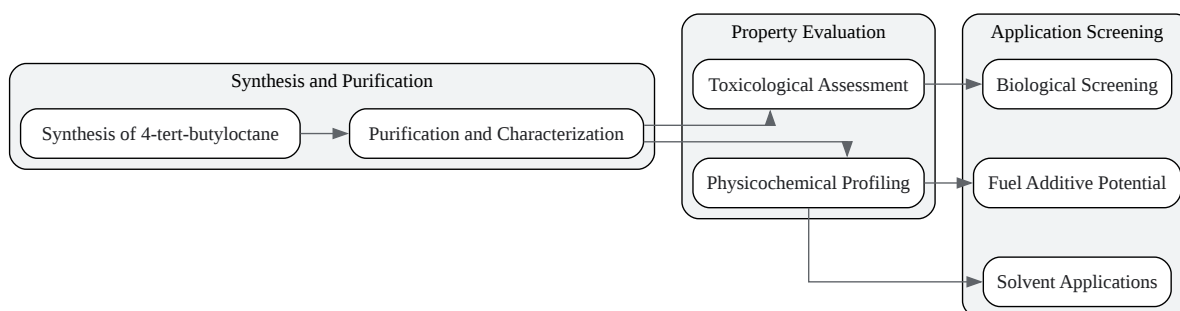 Synthesis and Purification
Synthesis of 4-tert-butyloctane
Purification and Characterization
Property Evaluation
Toxicological Assessment
Physicochemical Profiling
Application Screening
Biological Screening
Fuel Additive Potential
Solvent Applications